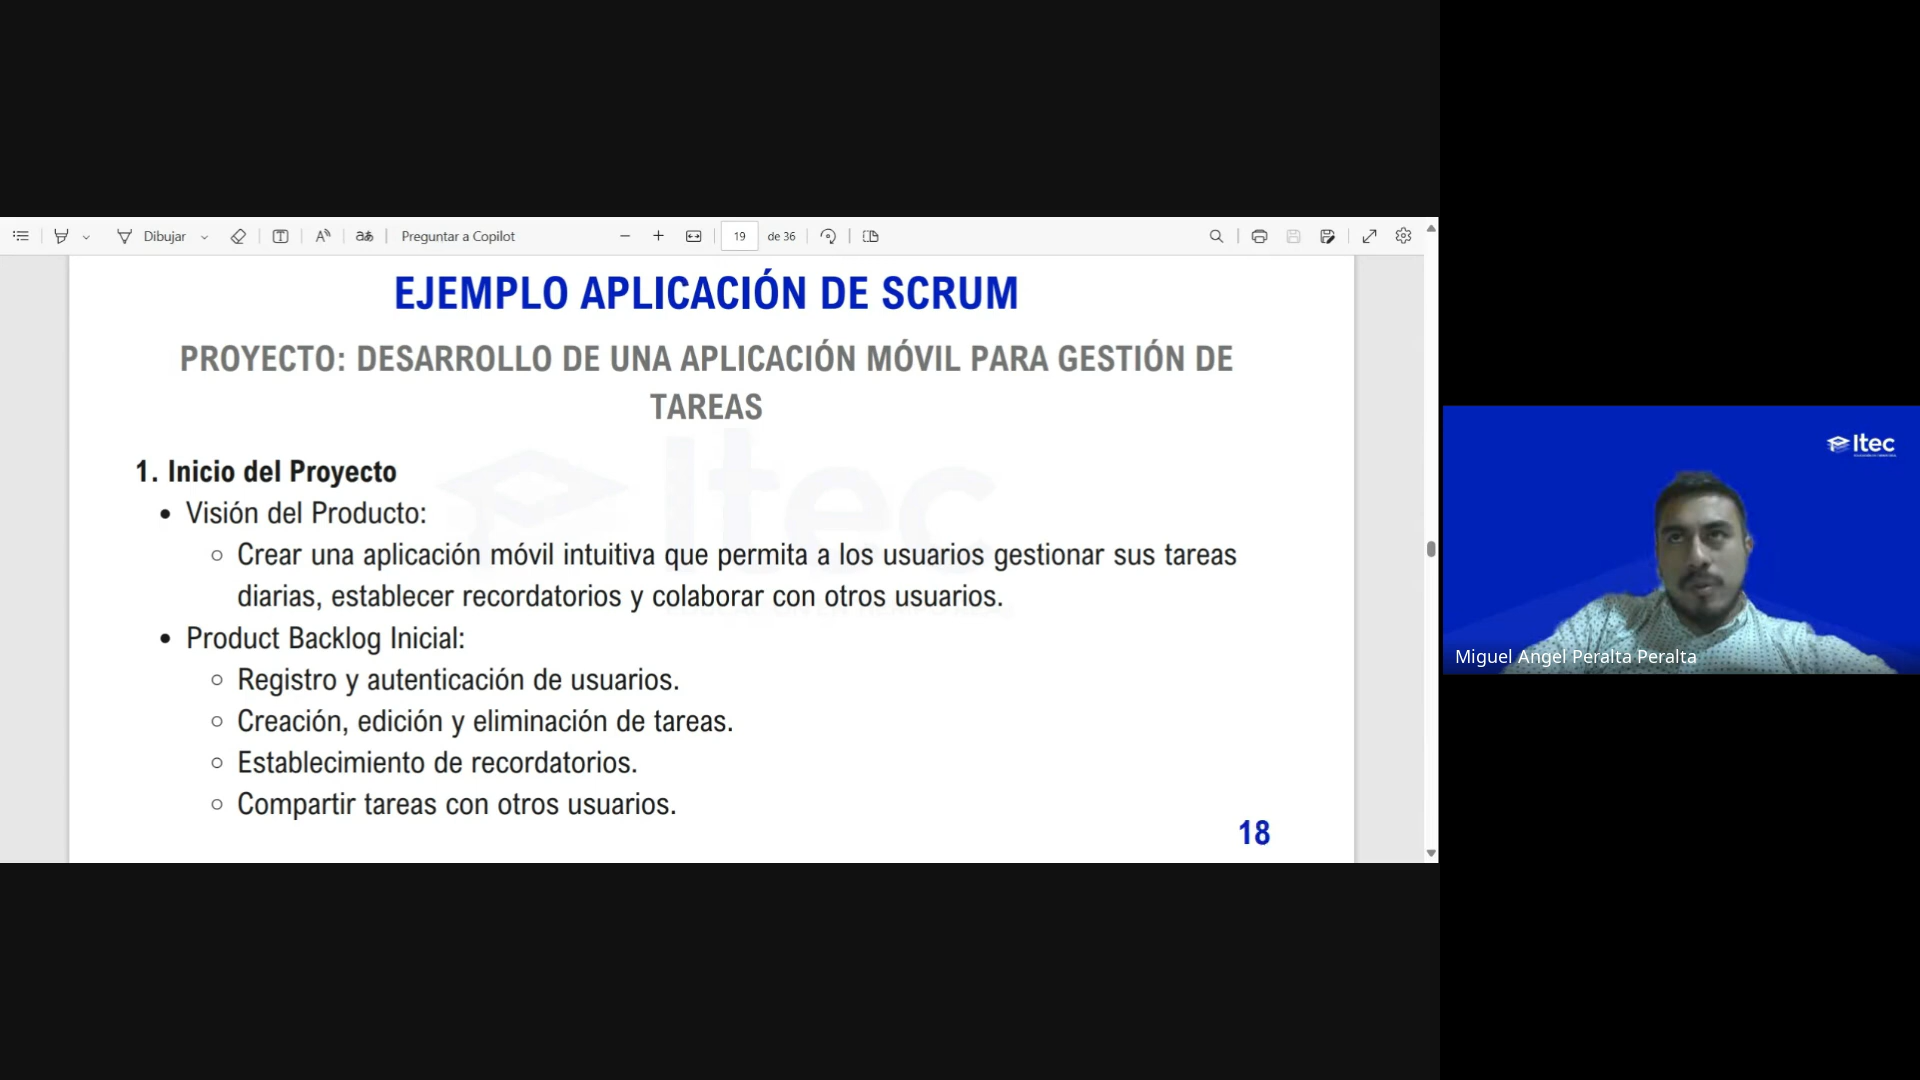 Dibujar
Preguntar a Copilot
19 de 36
EJEMPLO APLICACIÓN DE SCRUM
PROYECTO: DESARROLLO DE UNA APLICACIÓN MÓVIL PARA GESTIÓN DE
TAREAS
1. Inicio del Proyecto
• Visión del Producto:
○ Crear una aplicación móvil intuitiva que permita a los usuarios gestionar sus tareas
diarias, establecer recordatorios y colaborar con otros usuarios.
• Product Backlog Inicial:
○ Registro y autenticación de usuarios.
○ Creación, edición y eliminación de tareas.
○ Establecimiento de recordatorios.
○ Compartir tareas con otros usuarios.
18
Itec
Itec
Miguel Angel Peralta Peralta